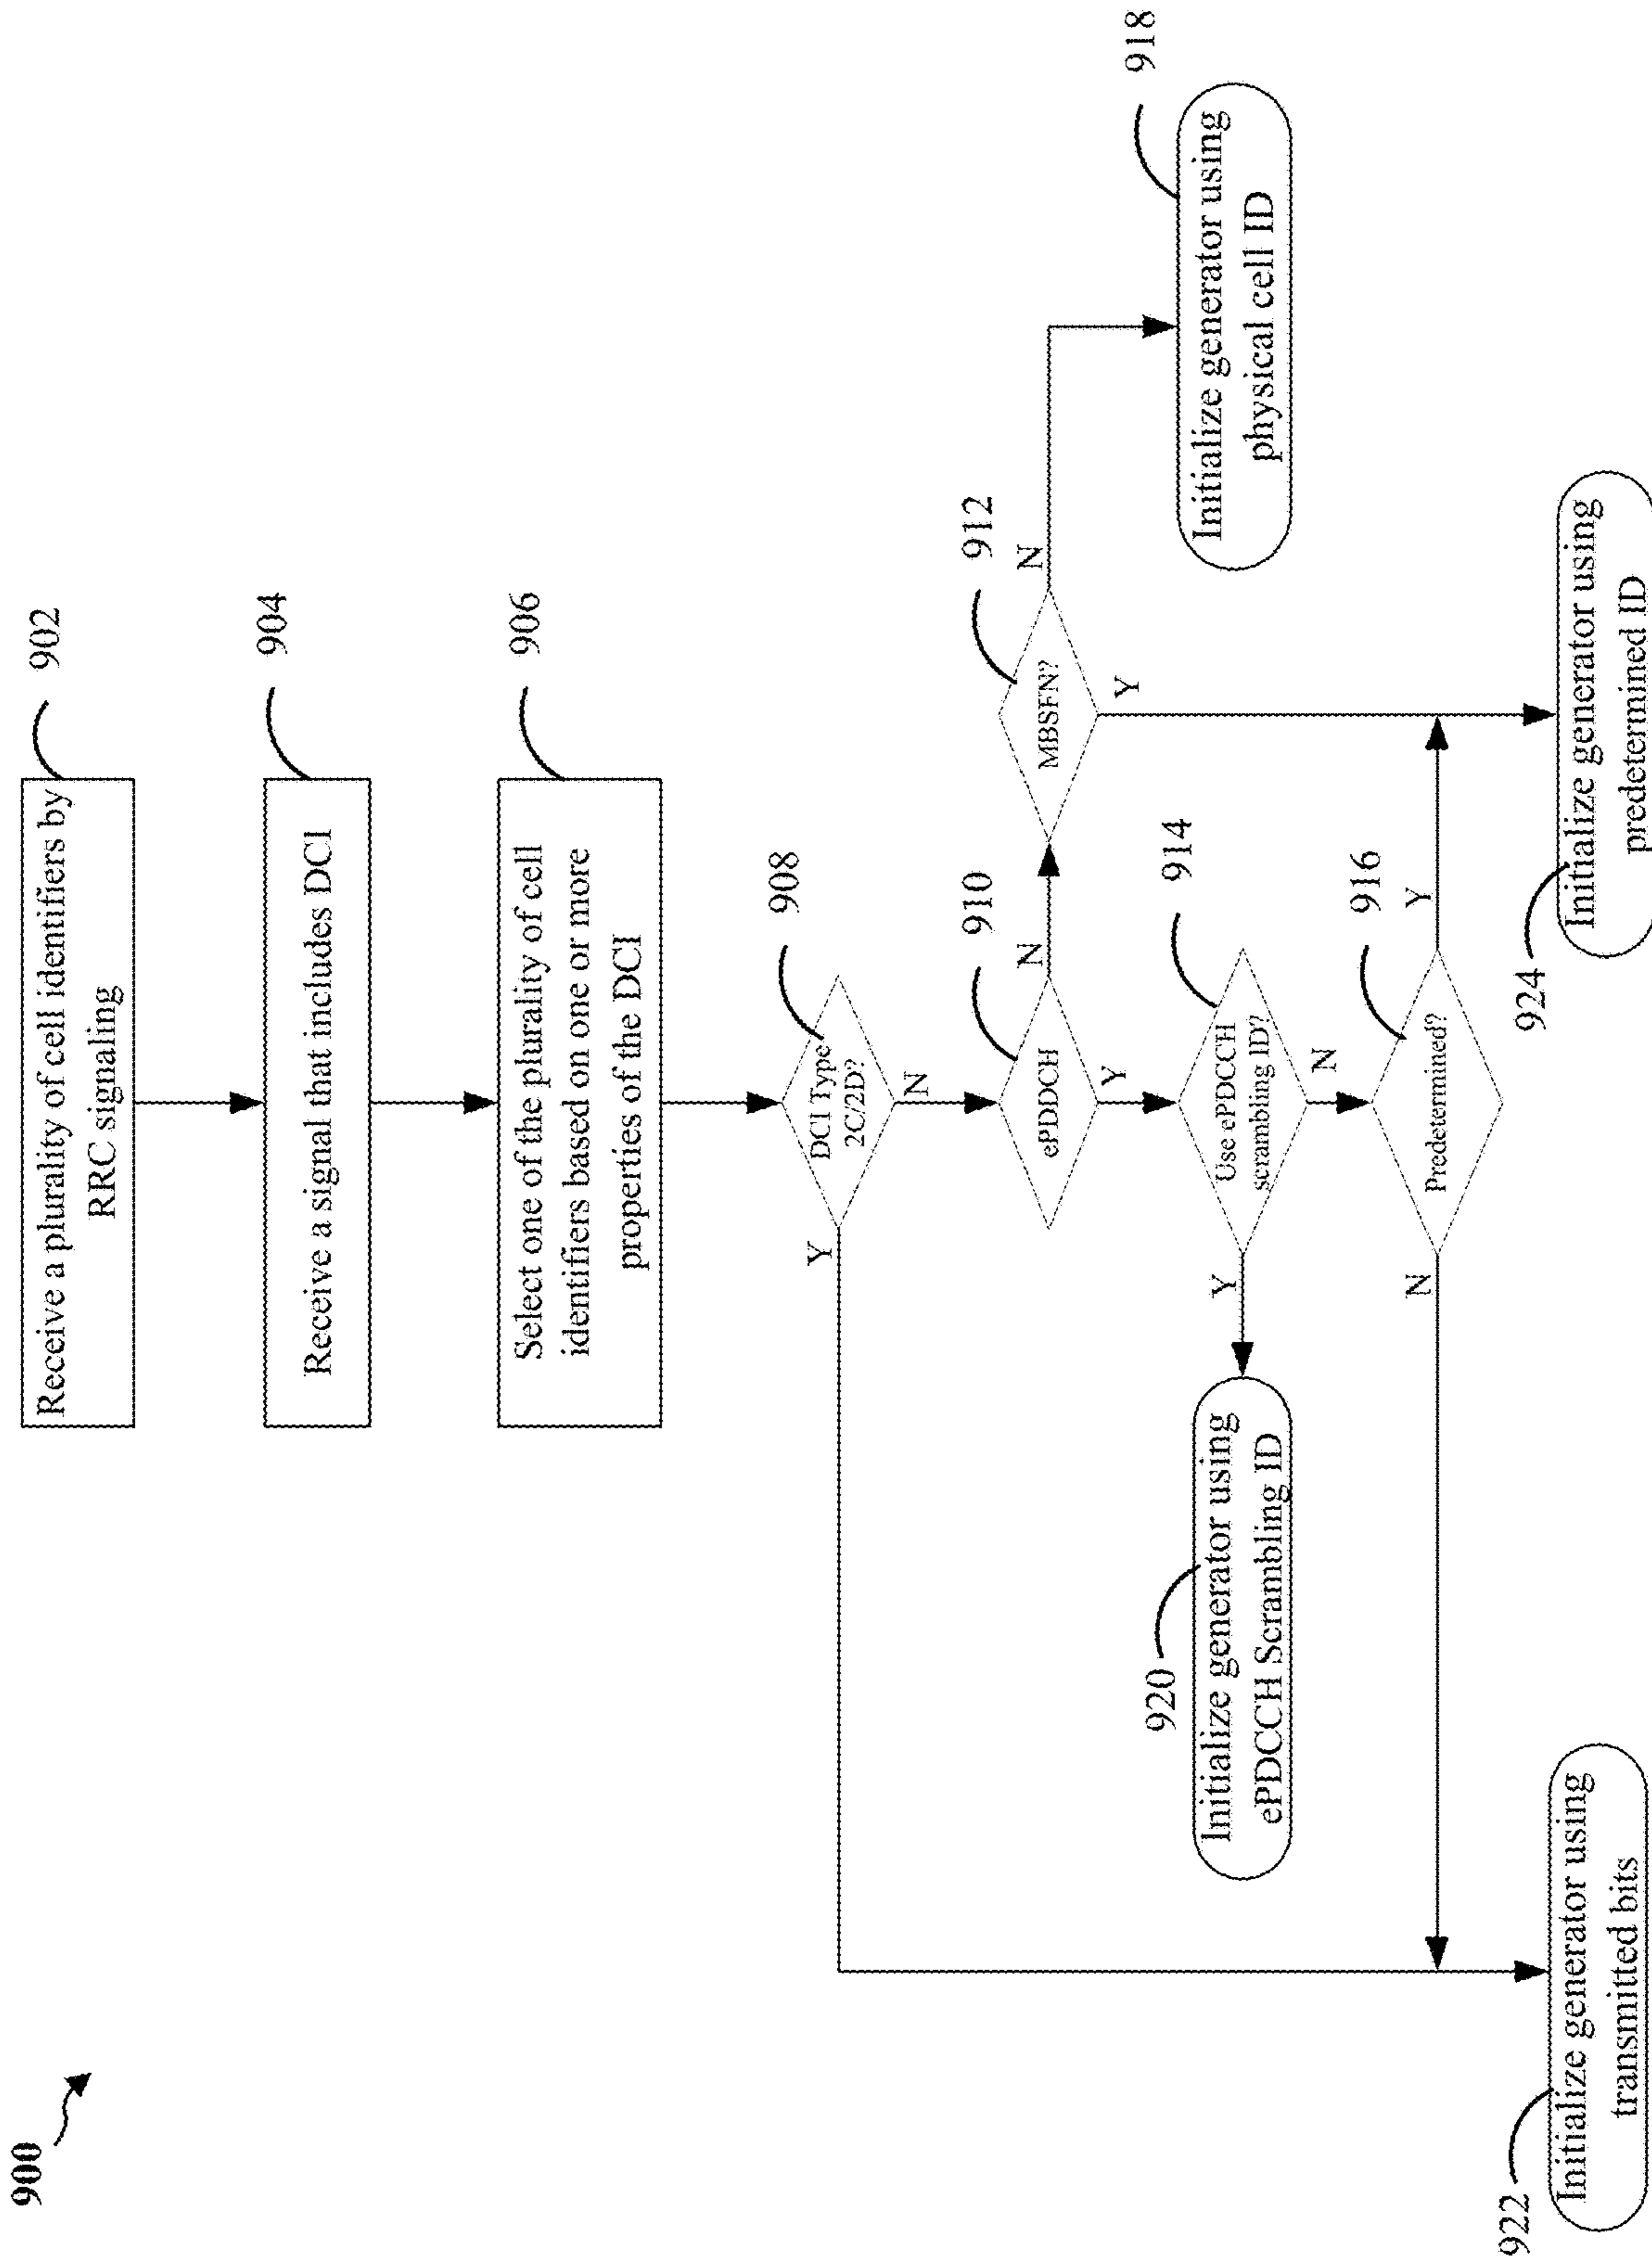 900
Receive a plurality of cell identifiers by
RRC signaling
902
Receive a signal that includes DCI
904
Select one of the plurality of cell
identifiers based on one or more
properties of the DCI
906
DCI Type
2C/2D?
908
Y
N
ePDDCH
910
N
Y
MBSFN?
912
N
Y
Use ePDCCH
scrambling ID?
914
Y
N
Predetermined?
916
N
Y
Initialize generator using
physical cell ID
918
920
Initialize generator using
ePDCCH Scrambling ID
922
Initialize generator using
transmitted bits
924
Initialize generator using
predetermined ID